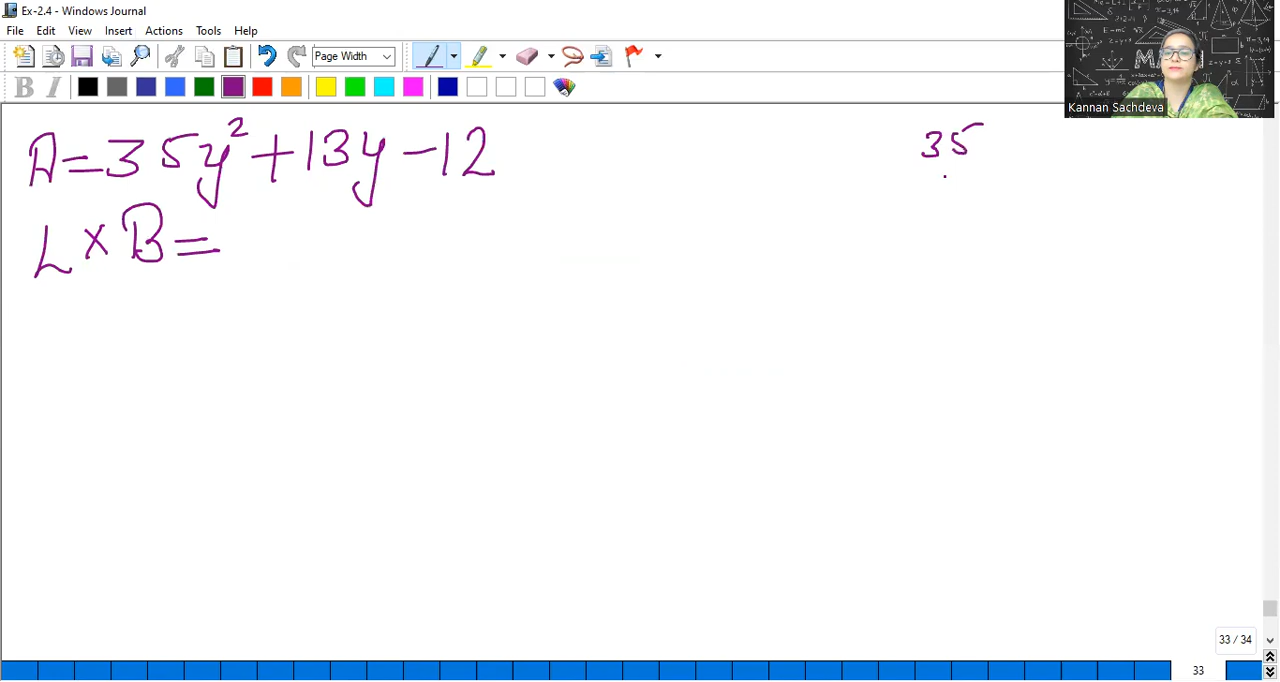 Ex-2.4 - Windows Journal
File Edit View Insert Actions Tools Help
Page Width
B I
Kannan Sachdeva
A=35y²+13y-12
35
L×B=
33 / 34
33